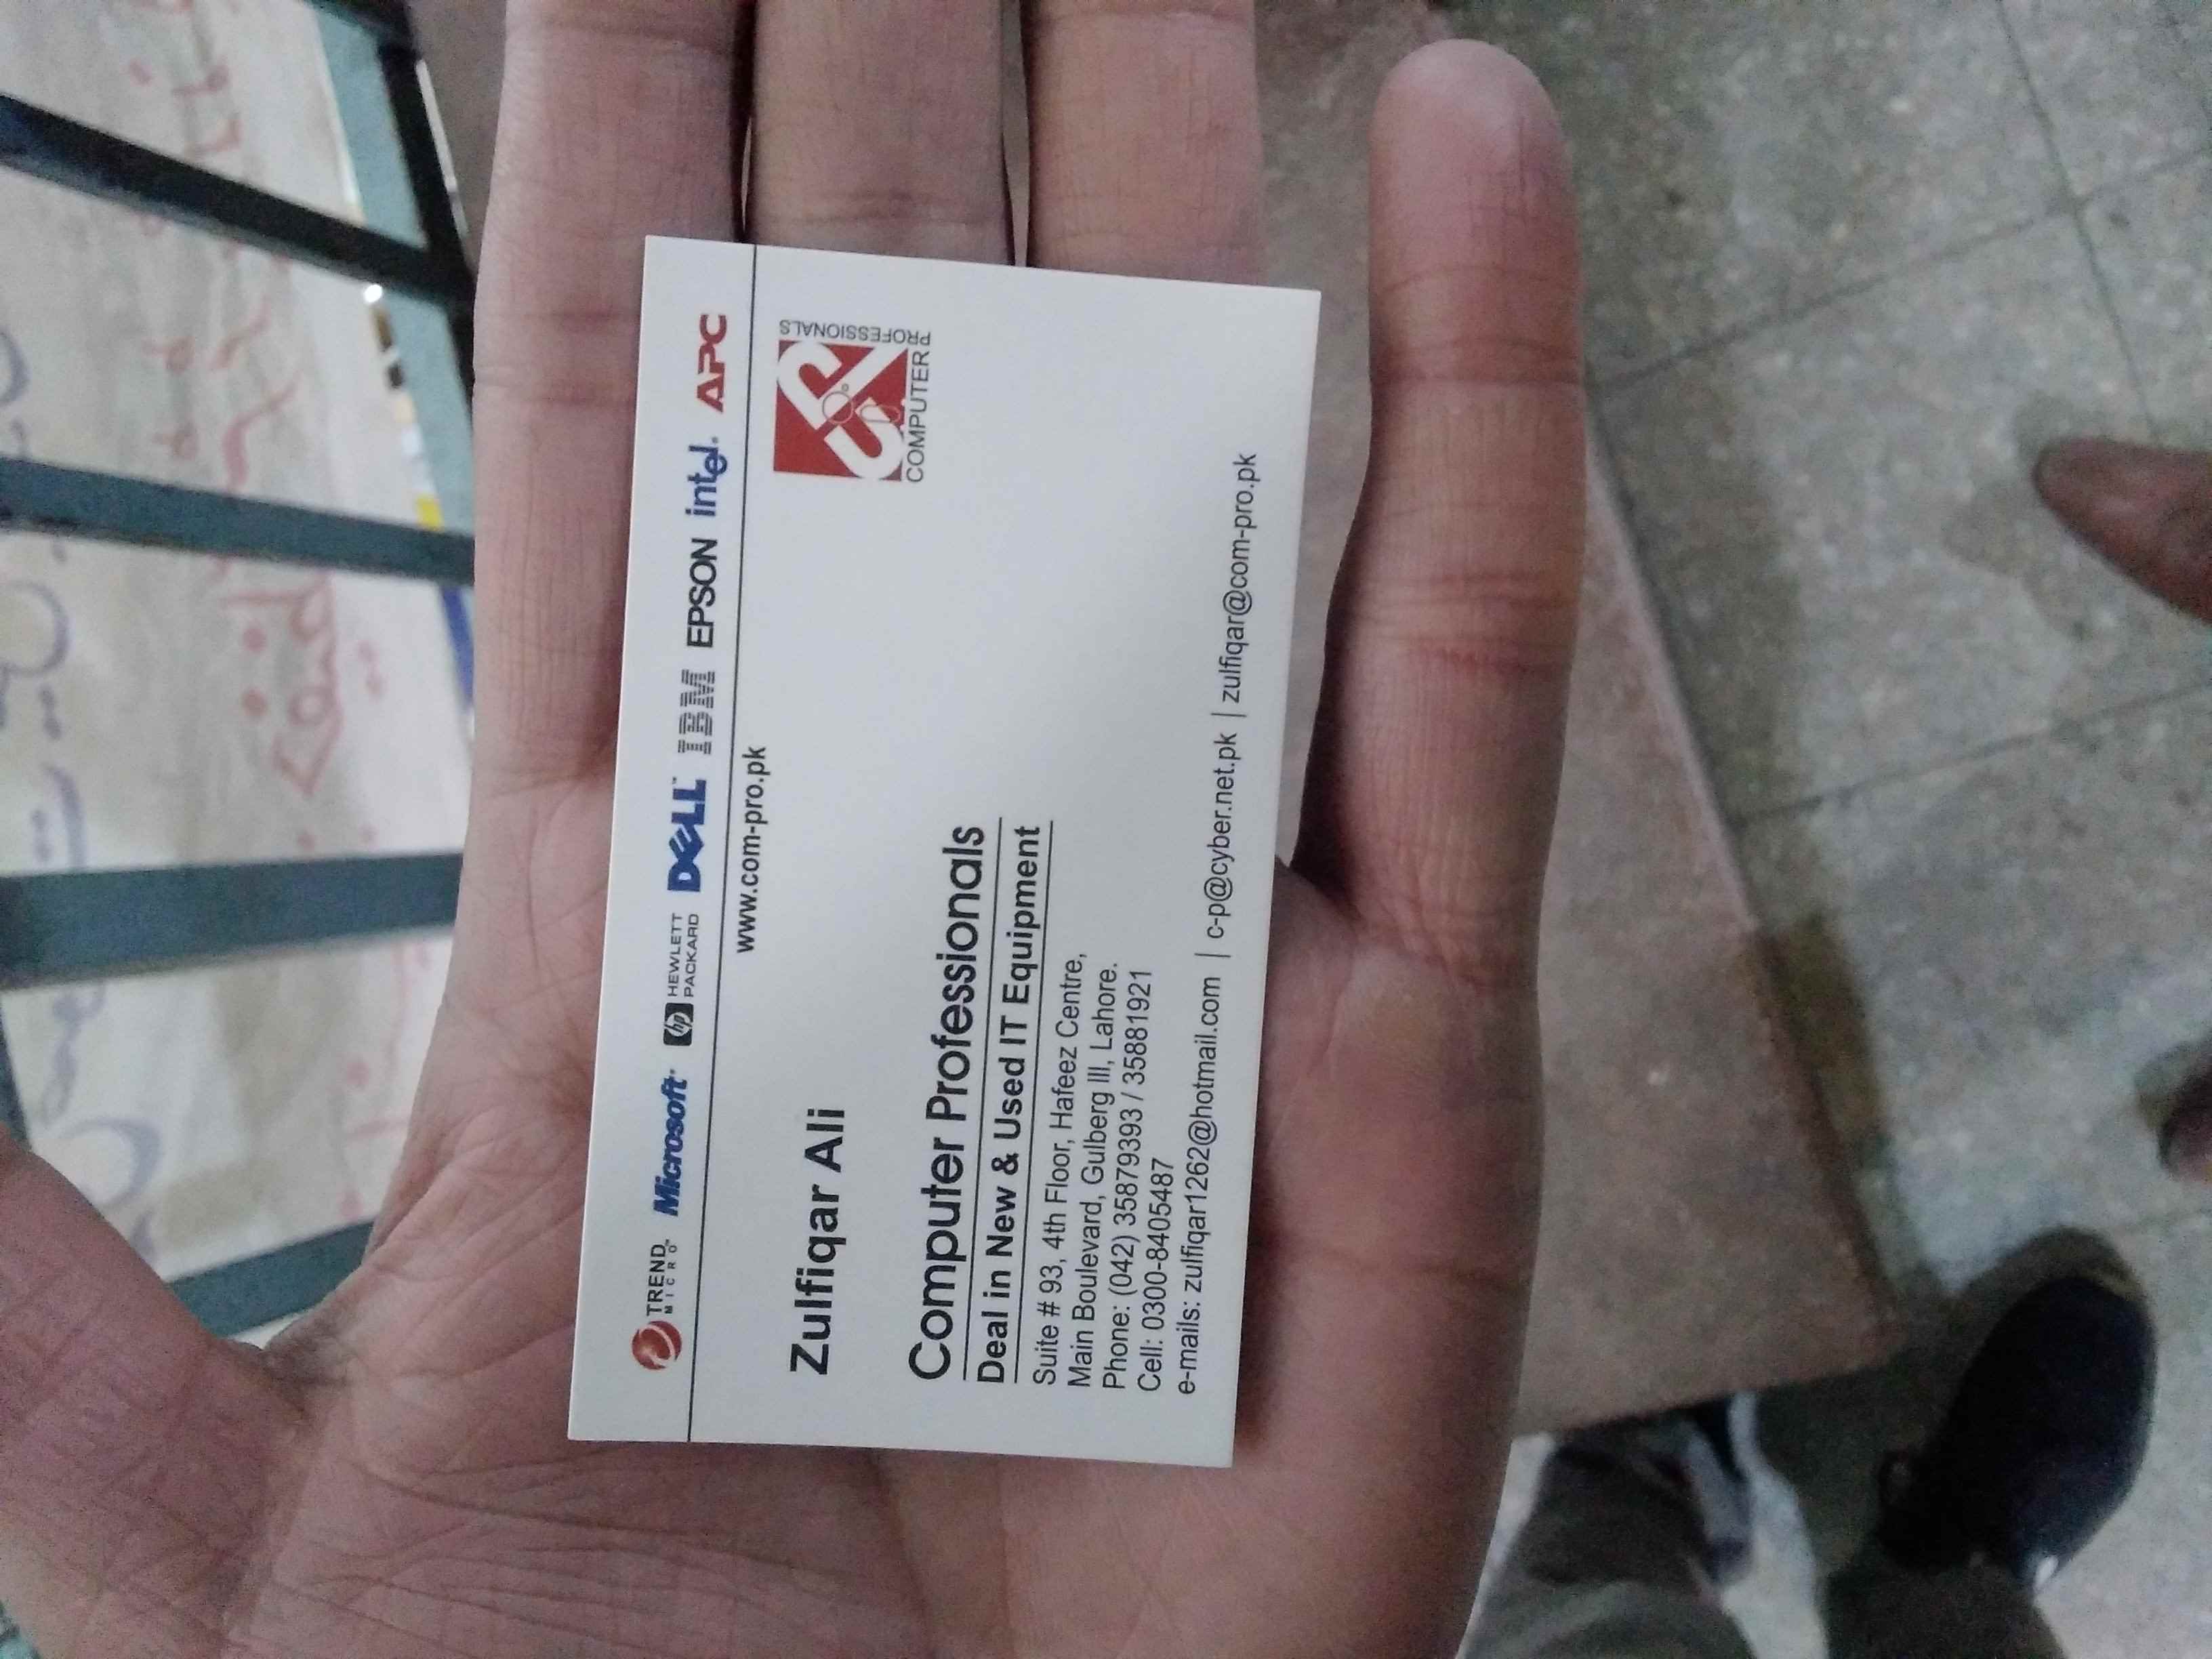 TREND MICRO Microsoft hp HEWLETT PACKARD DELL IBM EPSON intel APC
www.com-pro.pk
Zulfiqar Ali
CP
COMPUTER PROFESSIONALS
Computer Professionals
Deal in New & Used IT Equipment
Suite # 93, 4th Floor, Hafeez Centre,
Main Boulevard, Gulberg III, Lahore.
Phone: (042) 35879393 / 35881921
Cell: 0300-8405487
e-mails: zulfiqar1262@hotmail.com | c-p@cyber.net.pk | zulfiqar@com-pro.pk